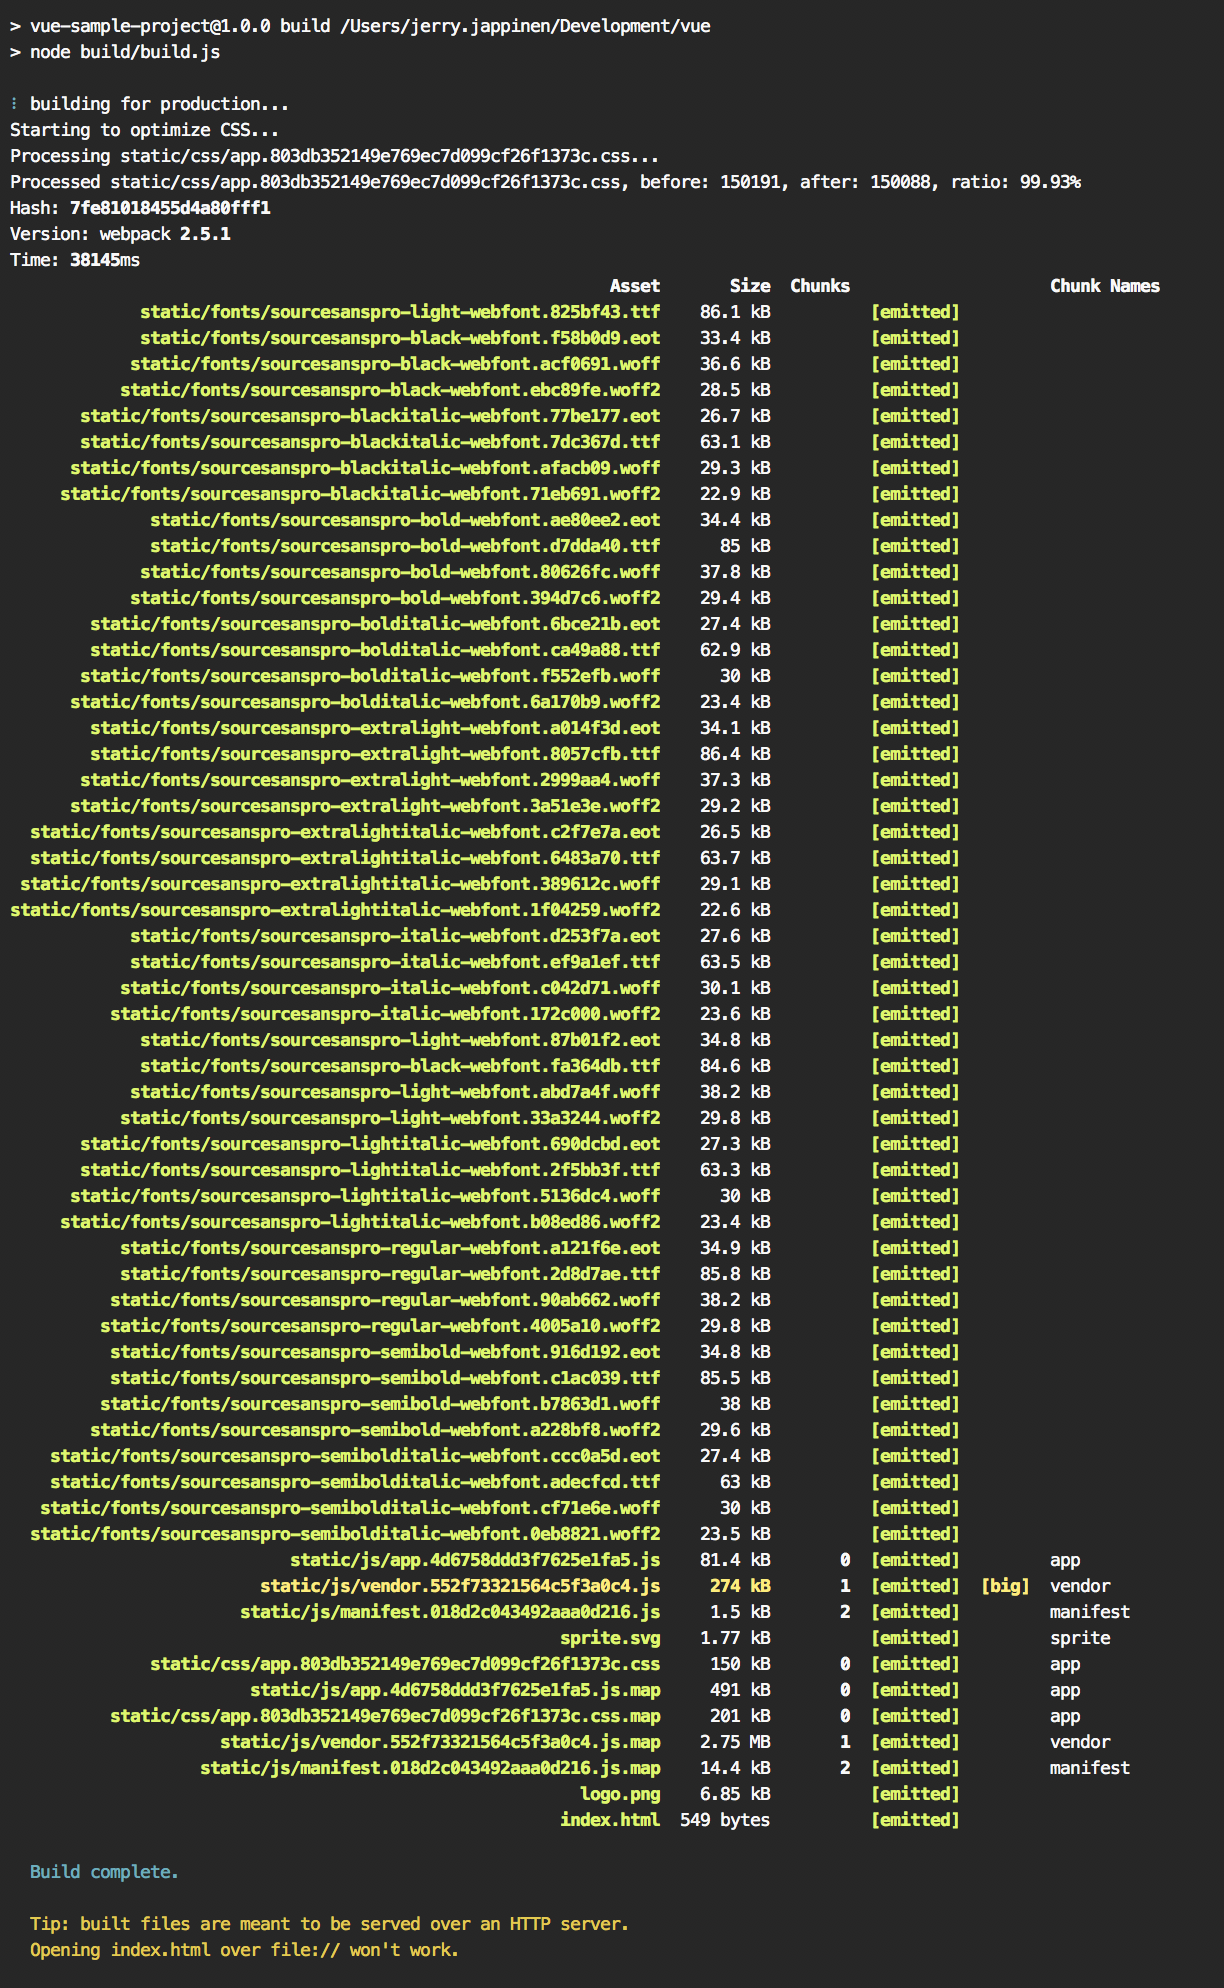 > vue-sample-project@1.0.0 build /Users/jerry.jappinen/Development/vue
> node build/build.js
⠇ building for production...
Starting to optimize CSS...
Processing static/css/app.803db352149e769ec7d099cf26f1373c.css...
Processed static/css/app.803db352149e769ec7d099cf26f1373c.css, before: 150191, after: 150088, ratio: 99.93%
Hash: 7fe81018455d4a80fff1
Version: webpack 2.5.1
Time: 38145ms
Asset Size Chunks Chunk Names
static/fonts/sourcesanspro-light-webfont.825bf43.ttf 86.1 kB [emitted]
static/fonts/sourcesanspro-black-webfont.f58b0d9.eot 33.4 kB [emitted]
static/fonts/sourcesanspro-black-webfont.acf0691.woff 36.6 kB [emitted]
static/fonts/sourcesanspro-black-webfont.ebc89fe.woff2 28.5 kB [emitted]
static/fonts/sourcesanspro-blackitalic-webfont.77be177.eot 26.7 kB [emitted]
static/fonts/sourcesanspro-blackitalic-webfont.7dc367d.ttf 63.1 kB [emitted]
static/fonts/sourcesanspro-blackitalic-webfont.afacb09.woff 29.3 kB [emitted]
static/fonts/sourcesanspro-blackitalic-webfont.71eb691.woff2 22.9 kB [emitted]
static/fonts/sourcesanspro-bold-webfont.ae80ee2.eot 34.4 kB [emitted]
static/fonts/sourcesanspro-bold-webfont.d7dda40.ttf 85 kB [emitted]
static/fonts/sourcesanspro-bold-webfont.80626fc.woff 37.8 kB [emitted]
static/fonts/sourcesanspro-bold-webfont.394d7c6.woff2 29.4 kB [emitted]
static/fonts/sourcesanspro-bolditalic-webfont.6bce21b.eot 27.4 kB [emitted]
static/fonts/sourcesanspro-bolditalic-webfont.ca49a88.ttf 62.9 kB [emitted]
static/fonts/sourcesanspro-bolditalic-webfont.f552efb.woff 30 kB [emitted]
static/fonts/sourcesanspro-bolditalic-webfont.6a170b9.woff2 23.4 kB [emitted]
static/fonts/sourcesanspro-extralight-webfont.a014f3d.eot 34.1 kB [emitted]
static/fonts/sourcesanspro-extralight-webfont.8057cfb.ttf 86.4 kB [emitted]
static/fonts/sourcesanspro-extralight-webfont.2999aa4.woff 37.3 kB [emitted]
static/fonts/sourcesanspro-extralight-webfont.3a51e3e.woff2 29.2 kB [emitted]
static/fonts/sourcesanspro-extralightitalic-webfont.c2f7e7a.eot 26.5 kB [emitted]
static/fonts/sourcesanspro-extralightitalic-webfont.6483a70.ttf 63.7 kB [emitted]
static/fonts/sourcesanspro-extralightitalic-webfont.389612c.woff 29.1 kB [emitted]
static/fonts/sourcesanspro-extralightitalic-webfont.1f04259.woff2 22.6 kB [emitted]
static/fonts/sourcesanspro-italic-webfont.d253f7a.eot 27.6 kB [emitted]
static/fonts/sourcesanspro-italic-webfont.ef9a1ef.ttf 63.5 kB [emitted]
static/fonts/sourcesanspro-italic-webfont.c042d71.woff 30.1 kB [emitted]
static/fonts/sourcesanspro-italic-webfont.172c000.woff2 23.6 kB [emitted]
static/fonts/sourcesanspro-light-webfont.87b01f2.eot 34.8 kB [emitted]
static/fonts/sourcesanspro-black-webfont.fa364db.ttf 84.6 kB [emitted]
static/fonts/sourcesanspro-light-webfont.abd7a4f.woff 38.2 kB [emitted]
static/fonts/sourcesanspro-light-webfont.33a3244.woff2 29.8 kB [emitted]
static/fonts/sourcesanspro-lightitalic-webfont.690dcbd.eot 27.3 kB [emitted]
static/fonts/sourcesanspro-lightitalic-webfont.2f5bb3f.ttf 63.3 kB [emitted]
static/fonts/sourcesanspro-lightitalic-webfont.5136dc4.woff 30 kB [emitted]
static/fonts/sourcesanspro-lightitalic-webfont.b08ed86.woff2 23.4 kB [emitted]
static/fonts/sourcesanspro-regular-webfont.a121f6e.eot 34.9 kB [emitted]
static/fonts/sourcesanspro-regular-webfont.2d8d7ae.ttf 85.8 kB [emitted]
static/fonts/sourcesanspro-regular-webfont.90ab662.woff 38.2 kB [emitted]
static/fonts/sourcesanspro-regular-webfont.4005a10.woff2 29.8 kB [emitted]
static/fonts/sourcesanspro-semibold-webfont.916d192.eot 34.8 kB [emitted]
static/fonts/sourcesanspro-semibold-webfont.c1ac039.ttf 85.5 kB [emitted]
static/fonts/sourcesanspro-semibold-webfont.b7863d1.woff 38 kB [emitted]
static/fonts/sourcesanspro-semibold-webfont.a228bf8.woff2 29.6 kB [emitted]
static/fonts/sourcesanspro-semibolditalic-webfont.ccc0a5d.eot 27.4 kB [emitted]
static/fonts/sourcesanspro-semibolditalic-webfont.adecfcd.ttf 63 kB [emitted]
static/fonts/sourcesanspro-semibolditalic-webfont.cf71e6e.woff 30 kB [emitted]
static/fonts/sourcesanspro-semibolditalic-webfont.0eb8821.woff2 23.5 kB [emitted]
static/js/app.4d6758ddd3f7625e1fa5.js 81.4 kB 0 [emitted] app
static/js/vendor.552f73321564c5f3a0c4.js 274 kB 1 [emitted] [big] vendor
static/js/manifest.018d2c043492aaa0d216.js 1.5 kB 2 [emitted] manifest
sprite.svg 1.77 kB [emitted] sprite
static/css/app.803db352149e769ec7d099cf26f1373c.css 150 kB 0 [emitted] app
static/js/app.4d6758ddd3f7625e1fa5.js.map 491 kB 0 [emitted] app
static/css/app.803db352149e769ec7d099cf26f1373c.css.map 201 kB 0 [emitted] app
static/js/vendor.552f73321564c5f3a0c4.js.map 2.75 MB 1 [emitted] vendor
static/js/manifest.018d2c043492aaa0d216.js.map 14.4 kB 2 [emitted] manifest
logo.png 6.85 kB [emitted]
index.html 549 bytes [emitted]
Build complete.
Tip: built files are meant to be served over an HTTP server.
Opening index.html over file:// won't work.